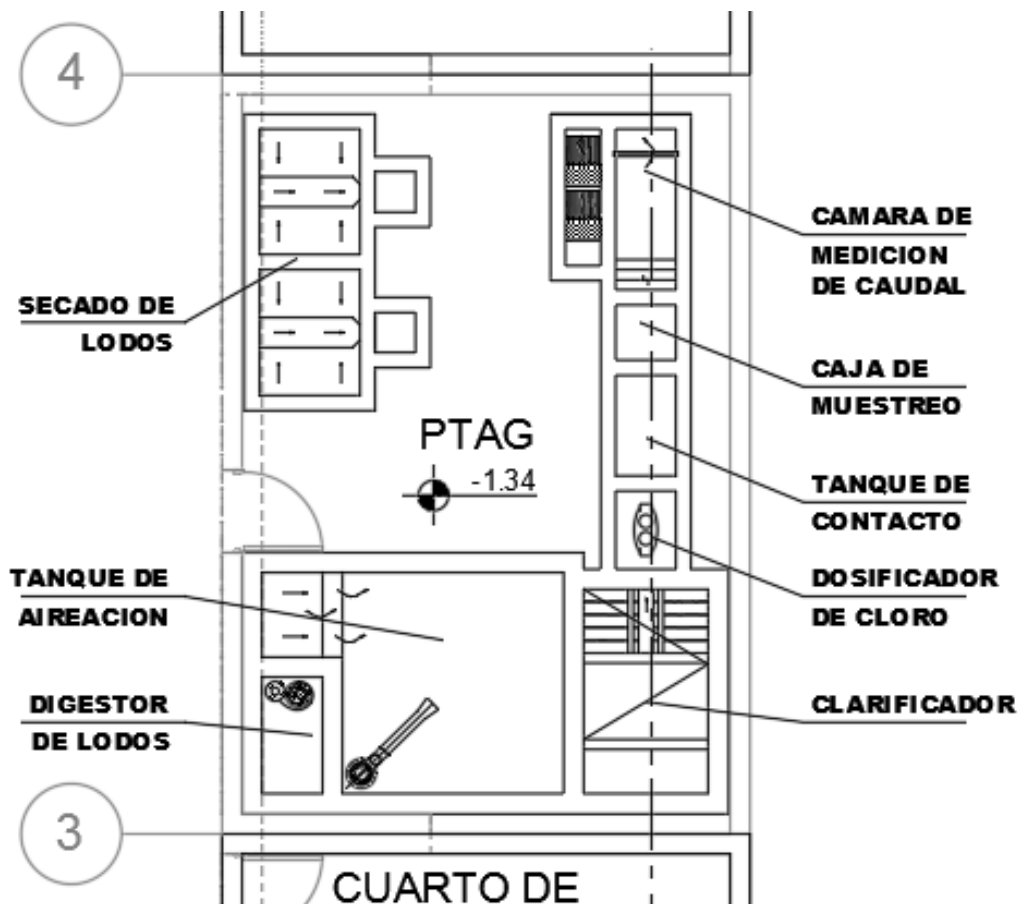 4
CAMARA DE
MEDICION
DE CAUDAL
SECADO DE
LODOS
CAJA DE
MUESTREO
PTAG
-1.34
TANQUE DE
CONTACTO
TANQUE DE
AIREACION
DOSIFICADOR
DE CLORO
DIGESTOR
DE LODOS
CLARIFICADOR
3
CUARTO DE